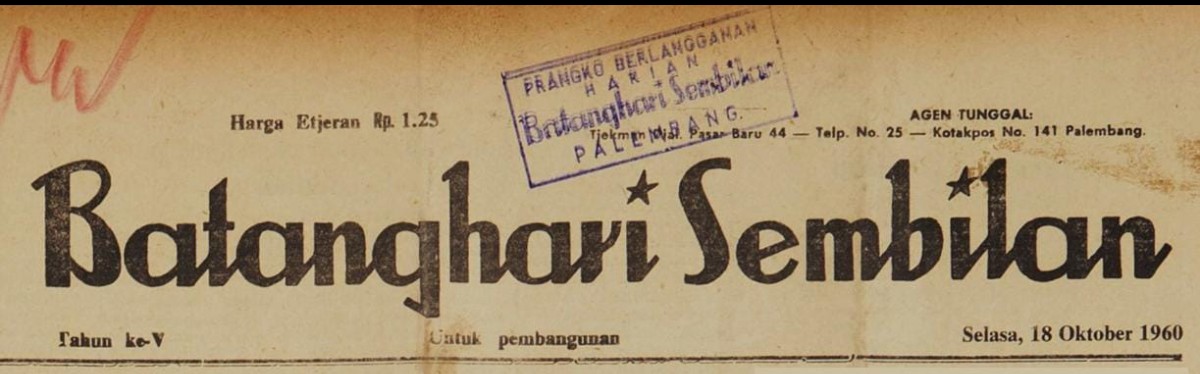 PRANGKO BERLANGGANAN
HARIAN
Batanghari Sembilan
PALEMBANG.
Harga Etjeran Rp. 1.25
AGEN TUNGGAL:
Pasar Baru 44 — Telp. No. 25 — Kotakpos No. 141 Palembang.
Batanghari Sembilan
Tahun ke-V
Untuk pembangunan
Selasa, 18 Oktober 1960